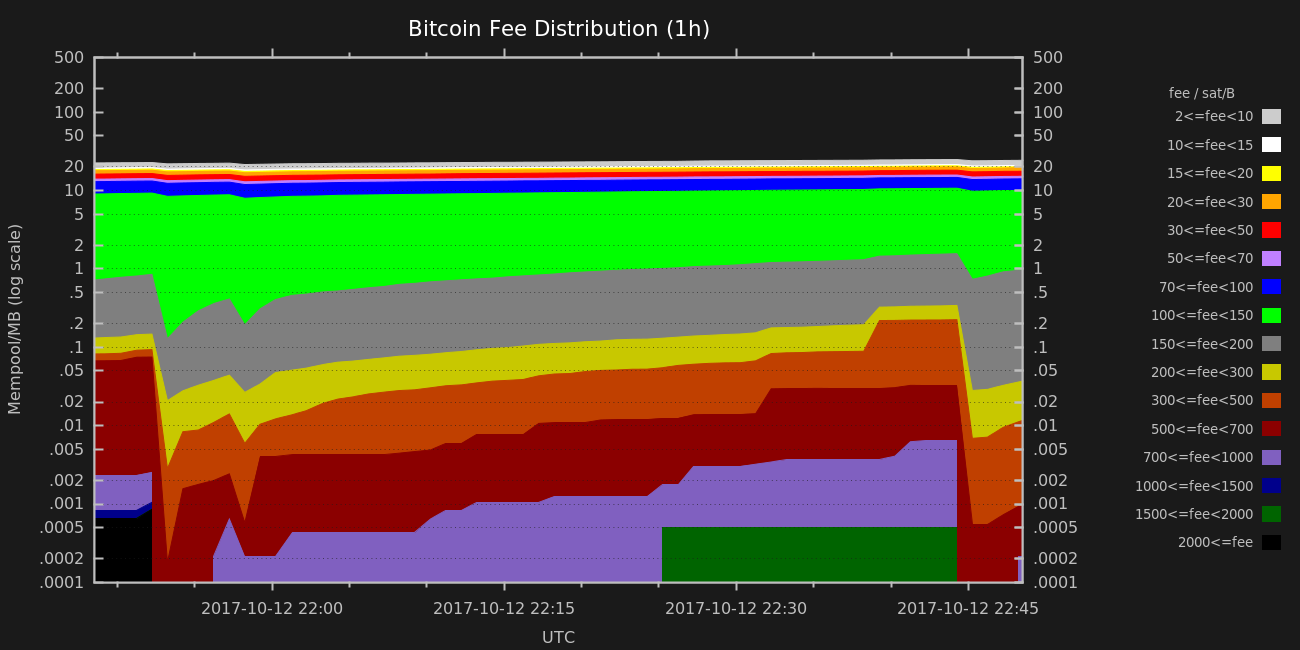 Bitcoin Fee Distribution (1h)
500
200
100
50
20
10
5
2
1
.5
.2
.1
.05
.02
.01
.005
.002
.001
.0005
.0002
.0001
Mempool/MB (log scale)
500
200
100
50
20
10
5
2
1
.5
.2
.1
.05
.02
.01
.005
.002
.001
.0005
.0002
.0001
2017-10-12 22:00
2017-10-12 22:15
2017-10-12 22:30
2017-10-12 22:45
UTC
fee / sat/B
2<=fee<10
10<=fee<15
15<=fee<20
20<=fee<30
30<=fee<50
50<=fee<70
70<=fee<100
100<=fee<150
150<=fee<200
200<=fee<300
300<=fee<500
500<=fee<700
700<=fee<1000
1000<=fee<1500
1500<=fee<2000
2000<=fee